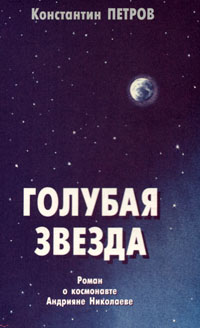 Константин ПЕТРОВ
ГОЛУБАЯ
ЗВЕЗДА
Роман
о космонавте
Андрияне Николаеве